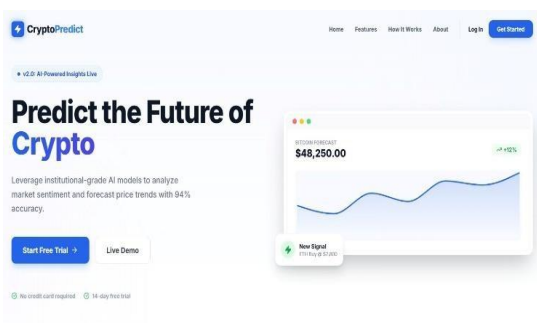 CryptoPredict
Home Features How It Works About Log In Get Started
v2.0: AI-Powered Insights Live
Predict the Future of
Crypto
Leverage institutional-grade AI models to analyze
market sentiment and forecast price trends with 94%
accuracy.
Start Free Trial → Live Demo
No credit card required 14-day free trial
BITCOIN FORECAST
$48,250.00
+12%
New Signal
ETH Buy @